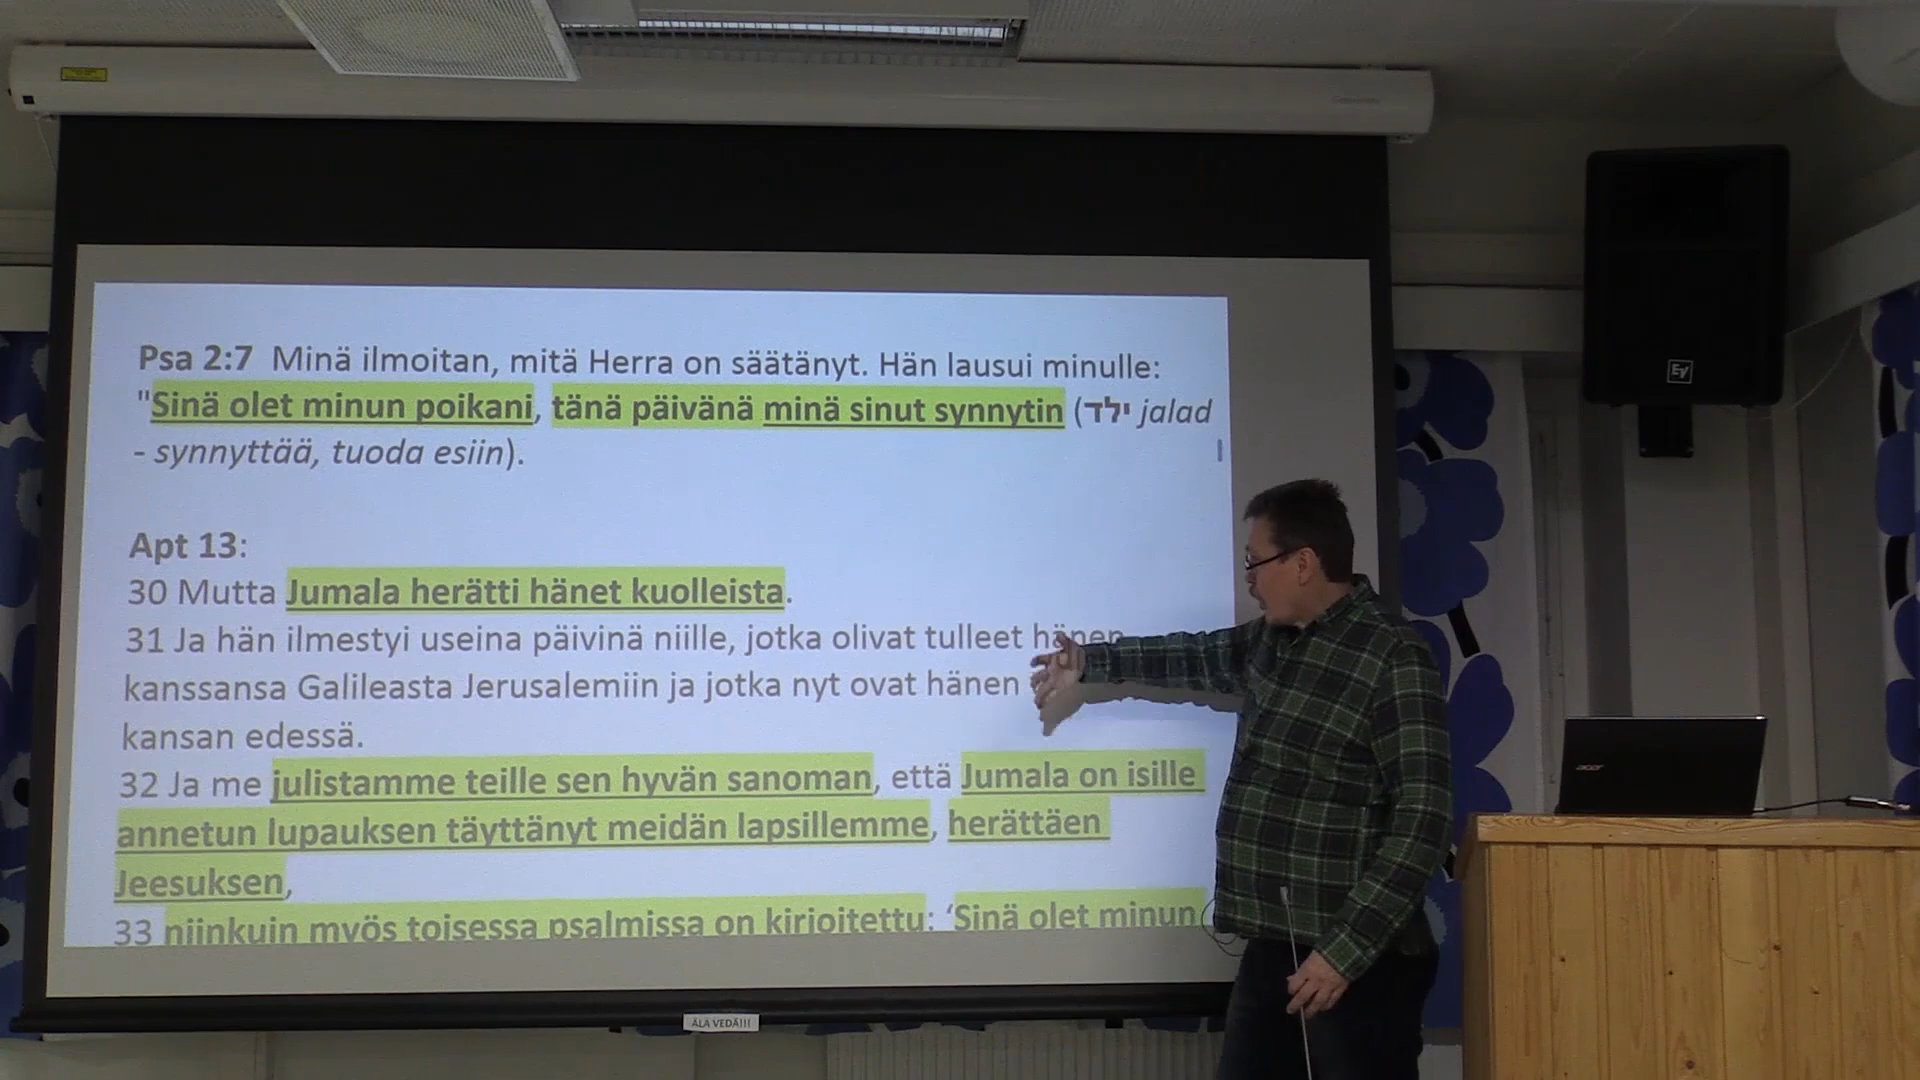 Psa 2:7 Minä ilmoitan, mitä Herra on säätänyt. Hän lausui minulle:
"Sinä olet minun poikani, tänä päivänä minä sinut synnytin (ילד jalad
- synnyttää, tuoda esiin).
Apt 13:
30 Mutta Jumala herätti hänet kuolleista.
31 Ja hän ilmestyi useina päivinä niille, jotka olivat tulleet hänen
kanssansa Galileasta Jerusalemiin ja jotka nyt ovat hänen
kansan edessä.
32 Ja me julistamme teille sen hyvän sanoman, että Jumala on isille
annetun lupauksen täyttänyt meidän lapsillemme, herättäen
Jeesuksen,
33 niinkuin myös toisessa psalmissa on kirjoitettu: ‘Sinä olet minun
ÄLÄ VEDÄ!!!
EV
acer